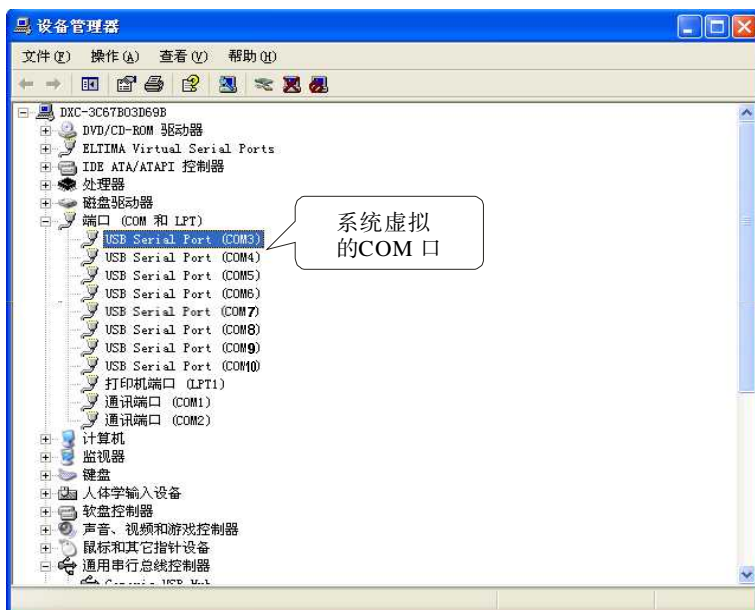 设备管理器
文件(F) 操作(A) 查看(V) 帮助(H)
DXC-3C67B03D69B
DVD/CD-ROM 驱动器
ELTIMA Virtual Serial Ports
IDE ATA/ATAPI 控制器
处理器
磁盘驱动器
端口 (COM 和 LPT)
USB Serial Port (COM3)
系统虚拟
的COM 口
USB Serial Port (COM4)
USB Serial Port (COM5)
USB Serial Port (COM6)
USB Serial Port (COM7)
USB Serial Port (COM8)
USB Serial Port (COM9)
USB Serial Port (COM10)
打印机端口 (LPT1)
通讯端口 (COM1)
通讯端口 (COM2)
计算机
监视器
键盘
人体学输入设备
软盘控制器
声音、视频和游戏控制器
鼠标和其它指针设备
通用串行总线控制器
Generic USB Hub